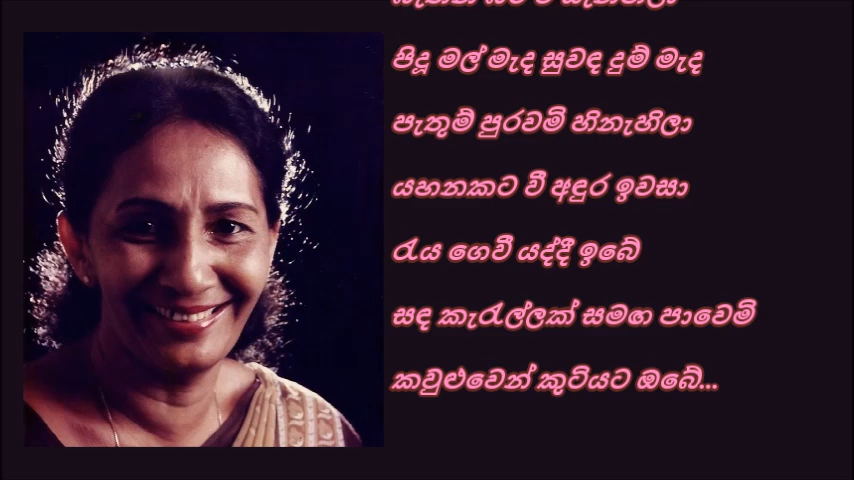 පිදූ මල් මැද සුවඳ දුම් මැද
පැතුම් පුරවමි හිනැහිලා
යහනකට වී අඳුර ඉවසා
රැය ගෙවී යද්දී ඉබේ
සඳ කැරැල්ලක් සමඟ පාවෙමි
කවුළුවෙන් කුටියට ඔබේ...